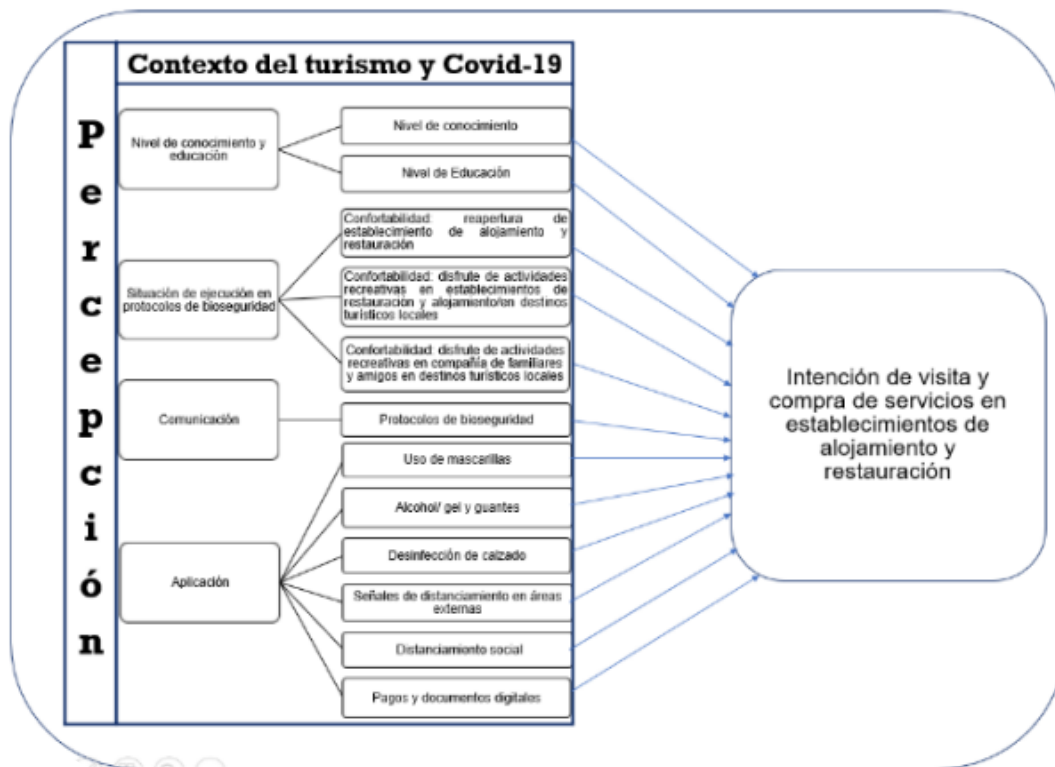 Contexto del turismo y Covid-19
Percepción
Nivel de conocimiento y
educación
Nivel de conocimiento
Nivel de Educación
Situación de ejecución en
protocolos de bioseguridad
Confortabilidad: reapertura de
establecimiento de alojamiento y
restauración
Confortabilidad: disfrute de actividades
recreativas en establecimientos de
restauración y alojamiento/en destinos
turísticos locales
Confortabilidad: disfrute de actividades
recreativas en compañía de familiares
y amigos en destinos turísticos locales
Comunicación
Protocolos de bioseguridad
Aplicación
Uso de mascarillas
Alcohol/ gel y guantes
Desinfección de calzado
Señales de distanciamiento en áreas
externas
Distanciamiento social
Pagos y documentos digitales
Intención de visita y
compra de servicios en
establecimientos de
alojamiento y
restauración